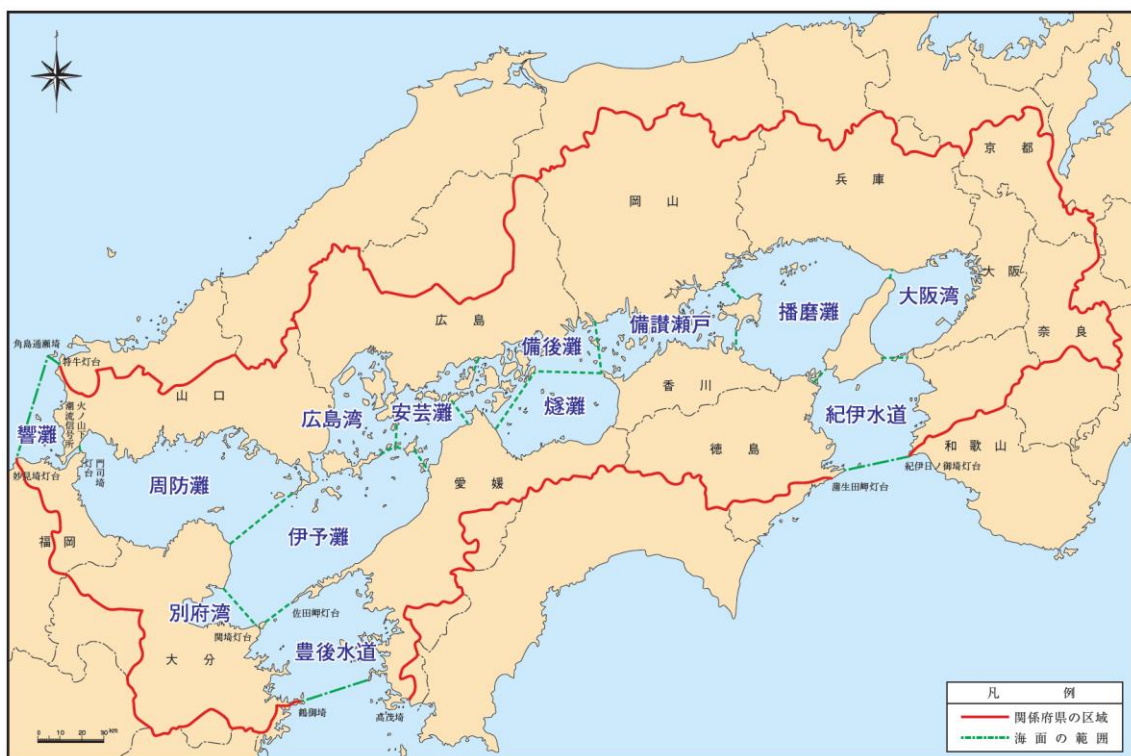 京都
兵庫
岡山
大阪
大阪湾
播磨灘
備讃瀬戸
広島
備後灘
奈良
角島通瀬埼
特牛灯台
山口
火ノ山
潮流信号所
香川
燧灘
安芸灘
広島湾
紀伊水道
響灘
徳島
和歌山
妙見埼灯台
門司埼
灯台
紀伊日ノ御埼灯台
愛媛
周防灘
蒲生田岬灯台
福岡
伊予灘
別府湾
佐田岬灯台
関埼灯台
豊後水道
大分
鶴御埼
高茂埼
凡例
関係府県の区域
海面の範囲
0 10 20 30km